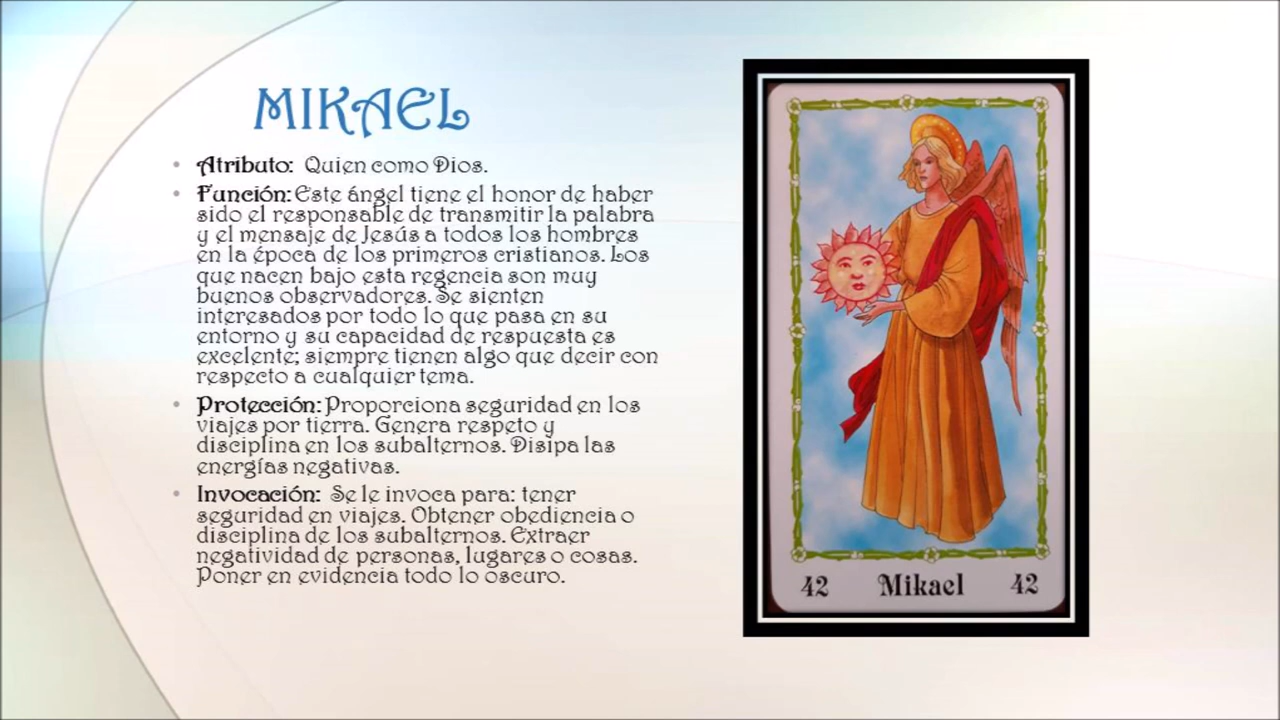 MIKAEL
• Atributo: Quien como Dios.
• Función: Este ángel tiene el honor de haber
sido el responsable de transmitir la palabra
y el mensaje de Jesús a todos los hombres
en la época de los primeros cristianos. Los
que nacen bajo esta regencia son muy
buenos observadores. Se sienten
interesados por todo lo que pasa en su
entorno y su capacidad de respuesta es
excelente; siempre tienen algo que decir con
respecto a cualquier tema.
• Protección: Proporciona seguridad en los
viajes por tierra. Genera respeto y
disciplina en los subalternos. Disipa las
energías negativas.
• Invocación: Se le invoca para: tener
seguridad en viajes. Obtener obediencia o
disciplina de los subalternos. Extraer
negatividad de personas, lugares o cosas.
Poner en evidencia todo lo oscuro.
42 Mikael 42